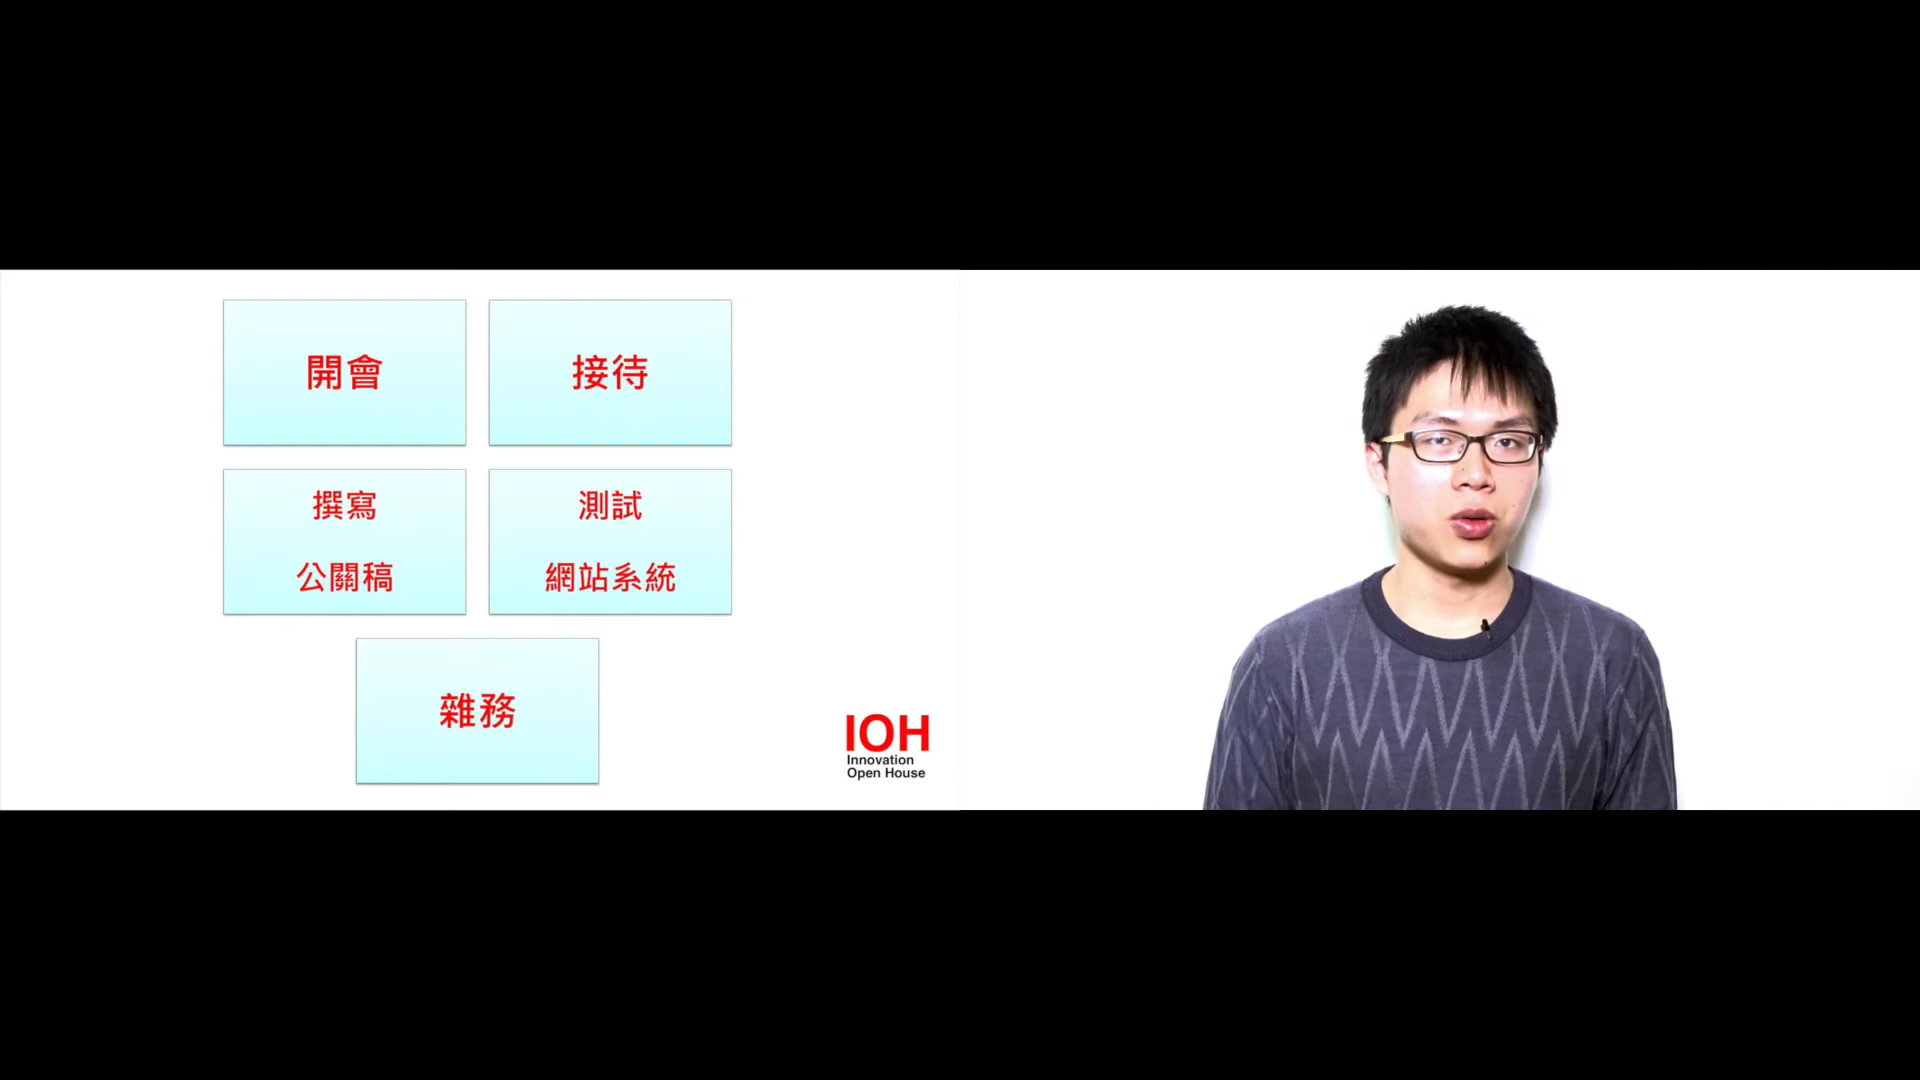 開會
接待
撰寫
公關稿
測試
網站系統
雜務
IOH
Innovation
Open House